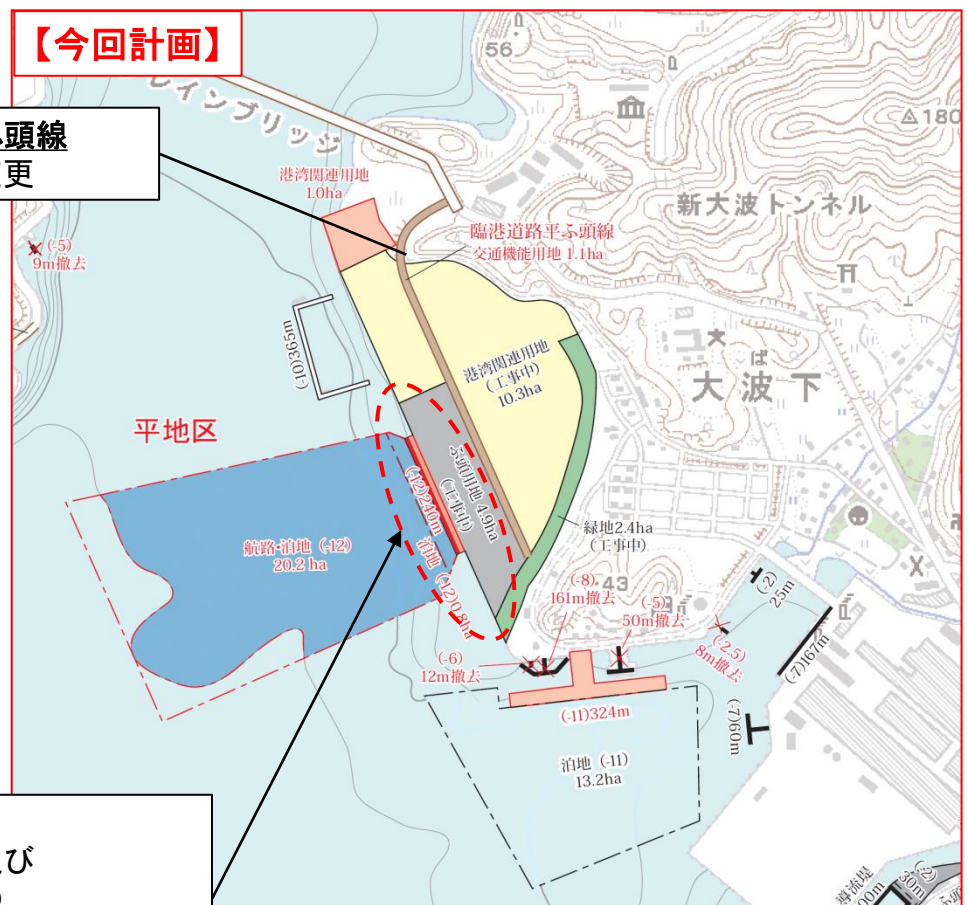 【今回計画】
56
レインブリッジ
頭線
更
180
港湾関連用地
1.0ha
新大波トンネル
臨港道路平ふ頭線
交通機能用地 1.1ha
(-5)
9m撤去
(-10)365m
港湾関連用地
(工事中)
10.3ha
大波下
ば
平地区
ふ頭用地 4.9ha
(工事中)
(-12)240m
泊地 (-12)0.8ha
航路・泊地 (-12)
20.2 ha
緑地2.4ha
(工事中)
43
(-8)
161m撤去
(-5)
50m撤去
(-2)
25m
(-2.5)
8m撤去
(-7)167m
(-6)
12m撤去
(-11)324m
(-7)60m
泊地 (-11)
13.2ha
び
導流堤
00m
(-2)
30m